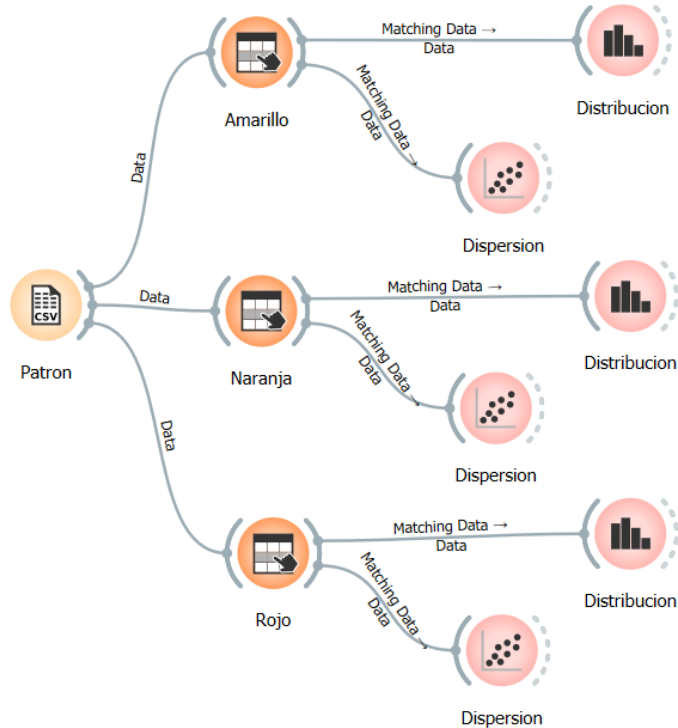 Matching Data →
Data
Distribucion
Amarillo
Matching Data →
Data
Data
Dispersion
CSV
Patron
Data
Matching Data →
Data
Distribucion
Naranja
Matching Data →
Data
Dispersion
Data
Matching Data →
Data
Distribucion
Rojo
Matching Data →
Data
Dispersion